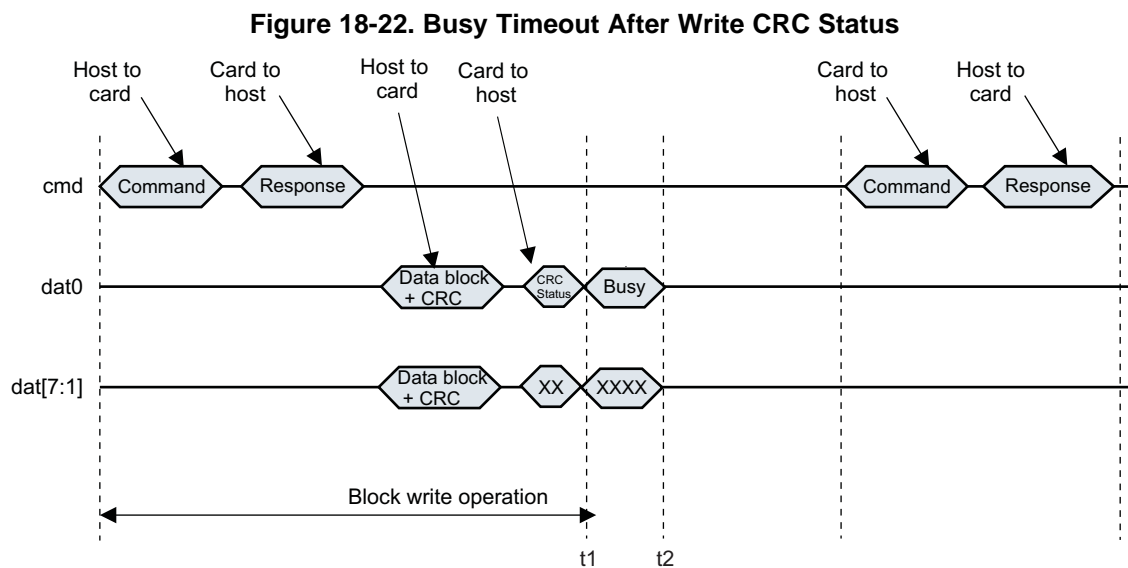 Figure 18-22. Busy Timeout After Write CRC Status
Host to
card
Card to
host
Host to
card
Card to
host
Card to
host
Host to
card
cmd
Command
Response
Command
Response
dat0
Data block
+ CRC
CRC
Status
Busy
dat[7:1]
Data block
+ CRC
XX
XXXX
Block write operation
t1
t2